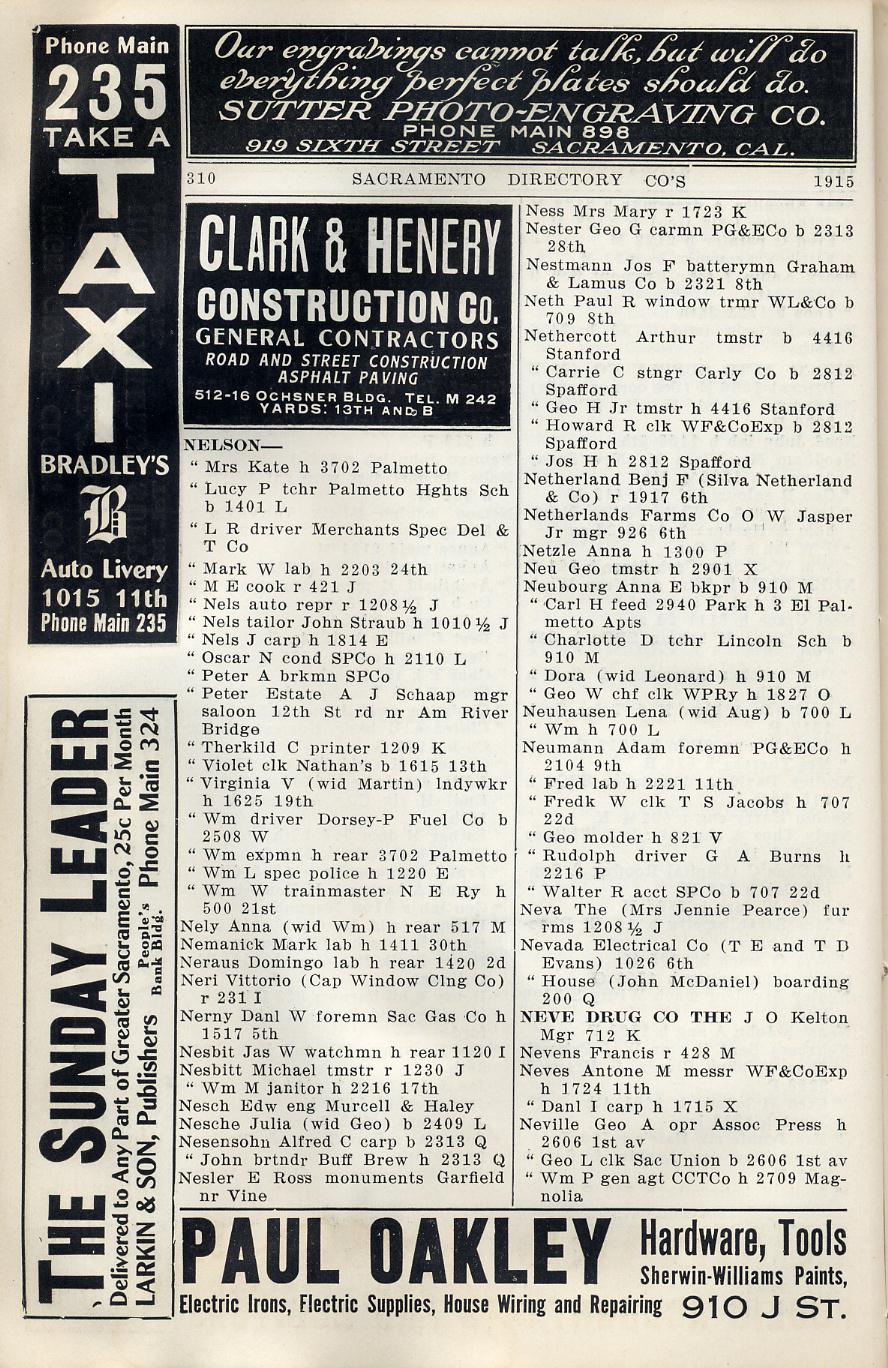 Phone Main
235
TAKE A
TAXI
BRADLEY'S
B
Auto Livery
1015 11th
Phone Main 235
THE SUNDAY LEADER
Delivered to Any Part of Greater Sacramento, 25c Per Month
LARKIN & SON, Publishers People's Bank Bldg. Phone Main 324
Our engravings cannot talk, but will do
everything perfect plates should do.
SUTTER PHOTO-ENGRAVING CO.
PHONE MAIN 898
919 SIXTH STREET SACRAMENTO, CAL.
310 SACRAMENTO DIRECTORY CO'S 1915
CLARK & HENERY
CONSTRUCTION CO.
GENERAL CONTRACTORS
ROAD AND STREET CONSTRUCTION
ASPHALT PAVING
512-16 OCHSNER BLDG. TEL. M 242
YARDS: 13TH AND B
NELSON—
" Mrs Kate h 3702 Palmetto
" Lucy P tchr Palmetto Hghts Sch
b 1401 L
" L R driver Merchants Spec Del &
T Co
" Mark W lab h 2203 24th
" M E cook r 421 J
" Nels auto repr r 1208½ J
" Nels tailor John Straub h 1010½ J
" Nels J carp h 1814 E
" Oscar N cond SPCo h 2110 L
" Peter A brkmn SPCo
" Peter Estate A J Schaap mgr
saloon 12th St rd nr Am River
Bridge
" Therkild C printer 1209 K
" Violet clk Nathan's b 1615 13th
" Virginia V (wid Martin) lndywkr
h 1625 19th
" Wm driver Dorsey-P Fuel Co b
2508 W
" Wm expmn h rear 3702 Palmetto
" Wm L spec police h 1220 E
" Wm W trainmaster N E Ry h
500 21st
Nely Anna (wid Wm) h rear 517 M
Nemanick Mark lab h 1411 30th
Neraus Domingo lab h rear 1420 2d
Neri Vittorio (Cap Window Clng Co)
r 231 I
Nerny Danl W foremn Sac Gas Co h
1517 5th
Nesbit Jas W watchmn h rear 1120 I
Nesbitt Michael tmstr r 1230 J
" Wm M janitor h 2216 17th
Nesch Edw eng Murcell & Haley
Nesche Julia (wid Geo) b 2409 L
Nesensohn Alfred C carp b 2313 Q
" John brtndr Buff Brew h 2313 Q
Nesler E Ross monuments Garfield
nr Vine
Ness Mrs Mary r 1723 K
Nester Geo G carmn PG&ECo b 2313
28th
Nestmann Jos F batterymn Graham
& Lamus Co b 2321 8th
Neth Paul R window trmr WL&Co b
709 8th
Nethercott Arthur tmstr b 4416
Stanford
" Carrie C stngr Carly Co b 2812
Spafford
" Geo H Jr tmstr h 4416 Stanford
" Howard R clk WF&CoExp b 2812
Spafford
" Jos H h 2812 Spafford
Netherland Benj F (Silva Netherland
& Co) r 1917 6th
Netherlands Farms Co O W Jasper
Jr mgr 926 6th
Netzle Anna h 1300 P
Neu Geo tmstr h 2901 X
Neubourg Anna E bkpr b 910 M
" Carl H feed 2940 Park h 3 El Pal-
metto Apts
" Charlotte D tchr Lincoln Sch b
910 M
" Dora (wid Leonard) h 910 M
" Geo W chf clk WPRy h 1827 O
Neuhausen Lena (wid Aug) b 700 L
" Wm h 700 L
Neumann Adam foremn PG&ECo h
2104 9th
" Fred lab h 2221 11th
" Fredk W clk T S Jacobs h 707
22d
" Geo molder h 821 V
" Rudolph driver G A Burns h
2216 P
" Walter R acct SPCo b 707 22d
Neva The (Mrs Jennie Pearce) fur
rms 1208½ J
Nevada Electrical Co (T E and T D
Evans) 1026 6th
" House (John McDaniel) boarding
200 Q
NEVE DRUG CO THE J O Kelton
Mgr 712 K
Nevens Francis r 428 M
Neves Antone M messr WF&CoExp
h 1724 11th
" Danl I carp h 1715 X
Neville Geo A opr Assoc Press h
2606 1st av
" Geo L clk Sac Union b 2606 1st av
" Wm P gen agt CCTCo h 2709 Mag-
nolia
PAUL OAKLEY Hardware, Tools
Sherwin-Williams Paints,
Electric Irons, Electric Supplies, House Wiring and Repairing 910 J ST.